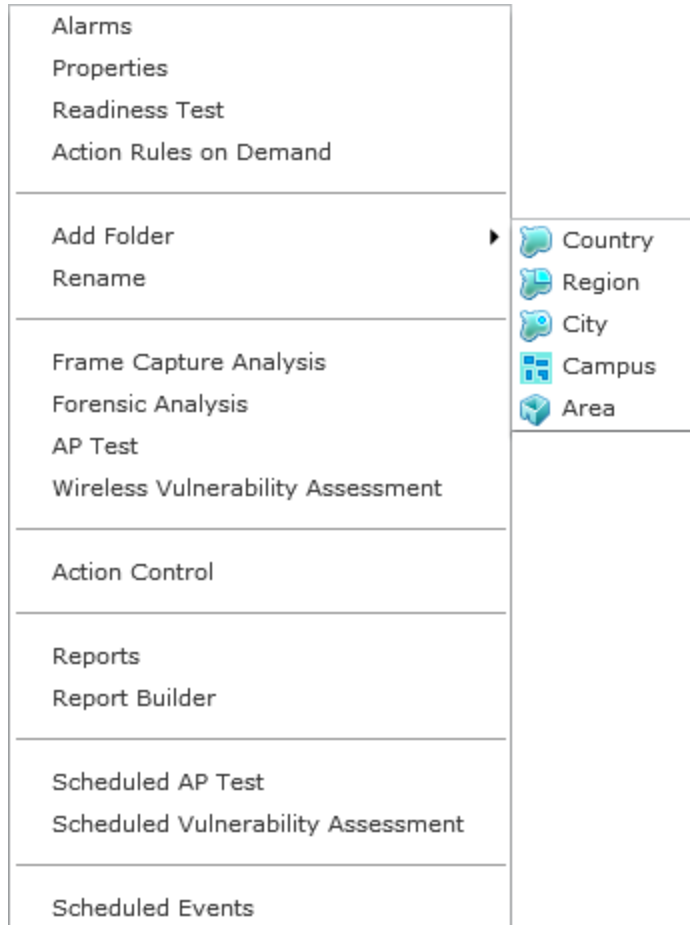 Alarms
Properties
Readiness Test
Action Rules on Demand
Add Folder
Rename
Country
Region
City
Campus
Area
Frame Capture Analysis
Forensic Analysis
AP Test
Wireless Vulnerability Assessment
Action Control
Reports
Report Builder
Scheduled AP Test
Scheduled Vulnerability Assessment
Scheduled Events